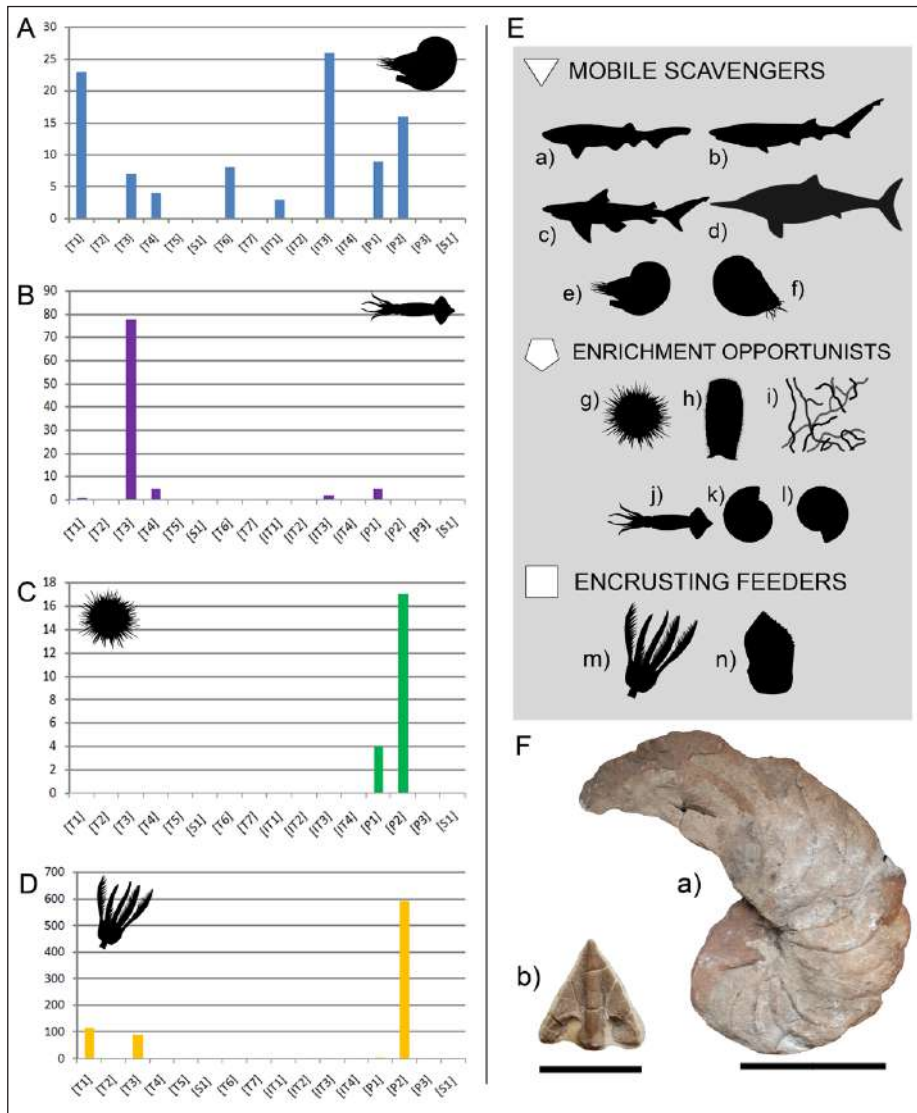 A
30
25
20
15
10
5
0
[T1] [T2] [T3] [T4] [T5] [S1] [T6] [T7] [IT1] [IT2] [IT3] [IT4] [P1] [P2] [P3] [S1]
B
90
80
70
60
50
40
30
20
10
0
[T1] [T2] [T3] [T4] [T5] [S1] [T6] [T7] [IT1] [IT2] [IT3] [IT4] [P1] [P2] [P3] [S1]
C
18
16
14
12
10
8
6
4
2
0
[T1] [T2] [T3] [T4] [T5] [S1] [T6] [T7] [IT1] [IT2] [IT3] [IT4] [P1] [P2] [P3] [S1]
D
700
600
500
400
300
200
100
0
[T1] [T2] [T3] [T4] [T5] [S1] [T6] [T7] [IT1] [IT2] [IT3] [IT4] [P1] [P2] [P3] [S1]
E
MOBILE SCAVENGERS
a) b)
c) d)
e) f)
ENRICHMENT OPPORTUNISTS
g) h) i)
j) k) l)
ENCRUSTING FEEDERS
m) n)
F
a)
b)